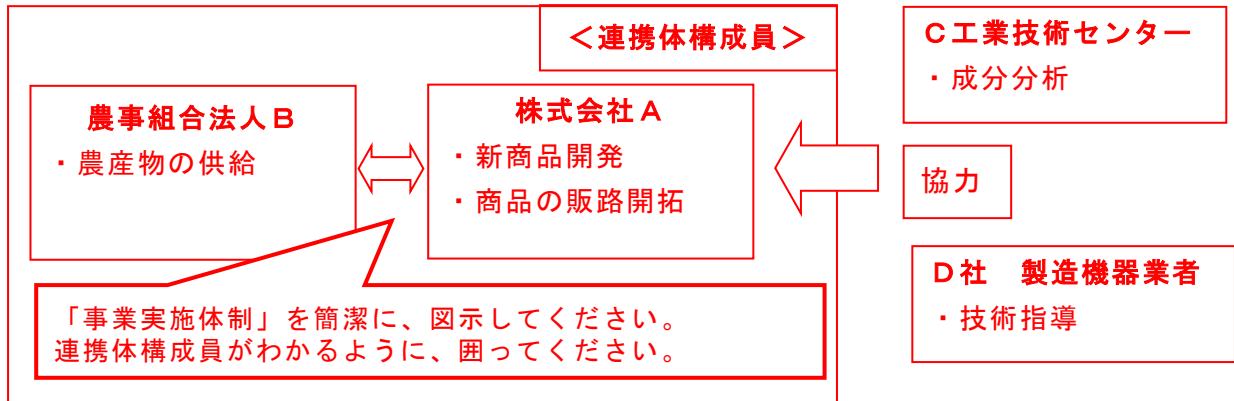 ＜連携体構成員＞
農事組合法人Ｂ
・農産物の供給
株式会社Ａ
・新商品開発
・商品の販路開拓
「事業実施体制」を簡潔に、図示してください。
連携体構成員がわかるように、囲ってください。
Ｃ工業技術センター
・成分分析
協力
Ｄ社　製造機器業者
・技術指導